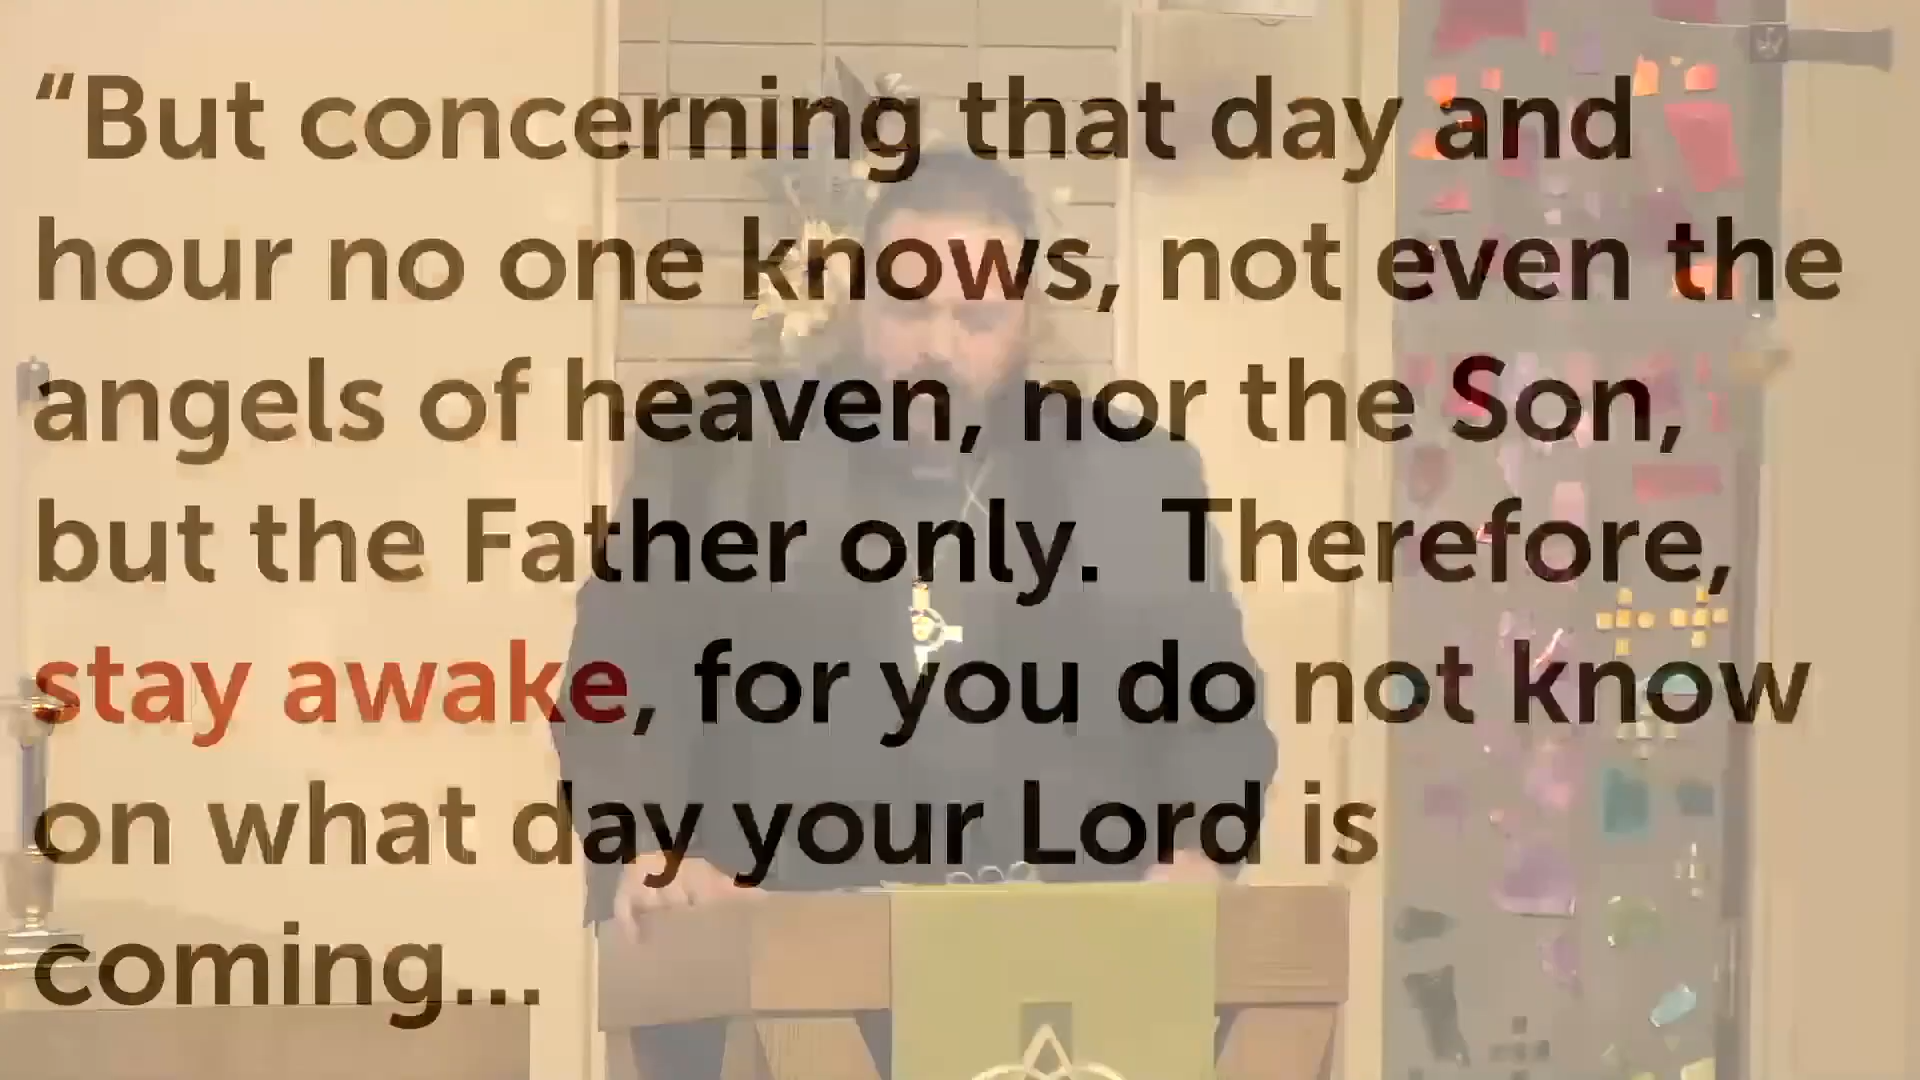 “But concerning that day and
hour no one knows, not even the
angels of heaven, nor the Son,
but the Father only.  Therefore,
stay awake, for you do not know
on what day your Lord is
coming...